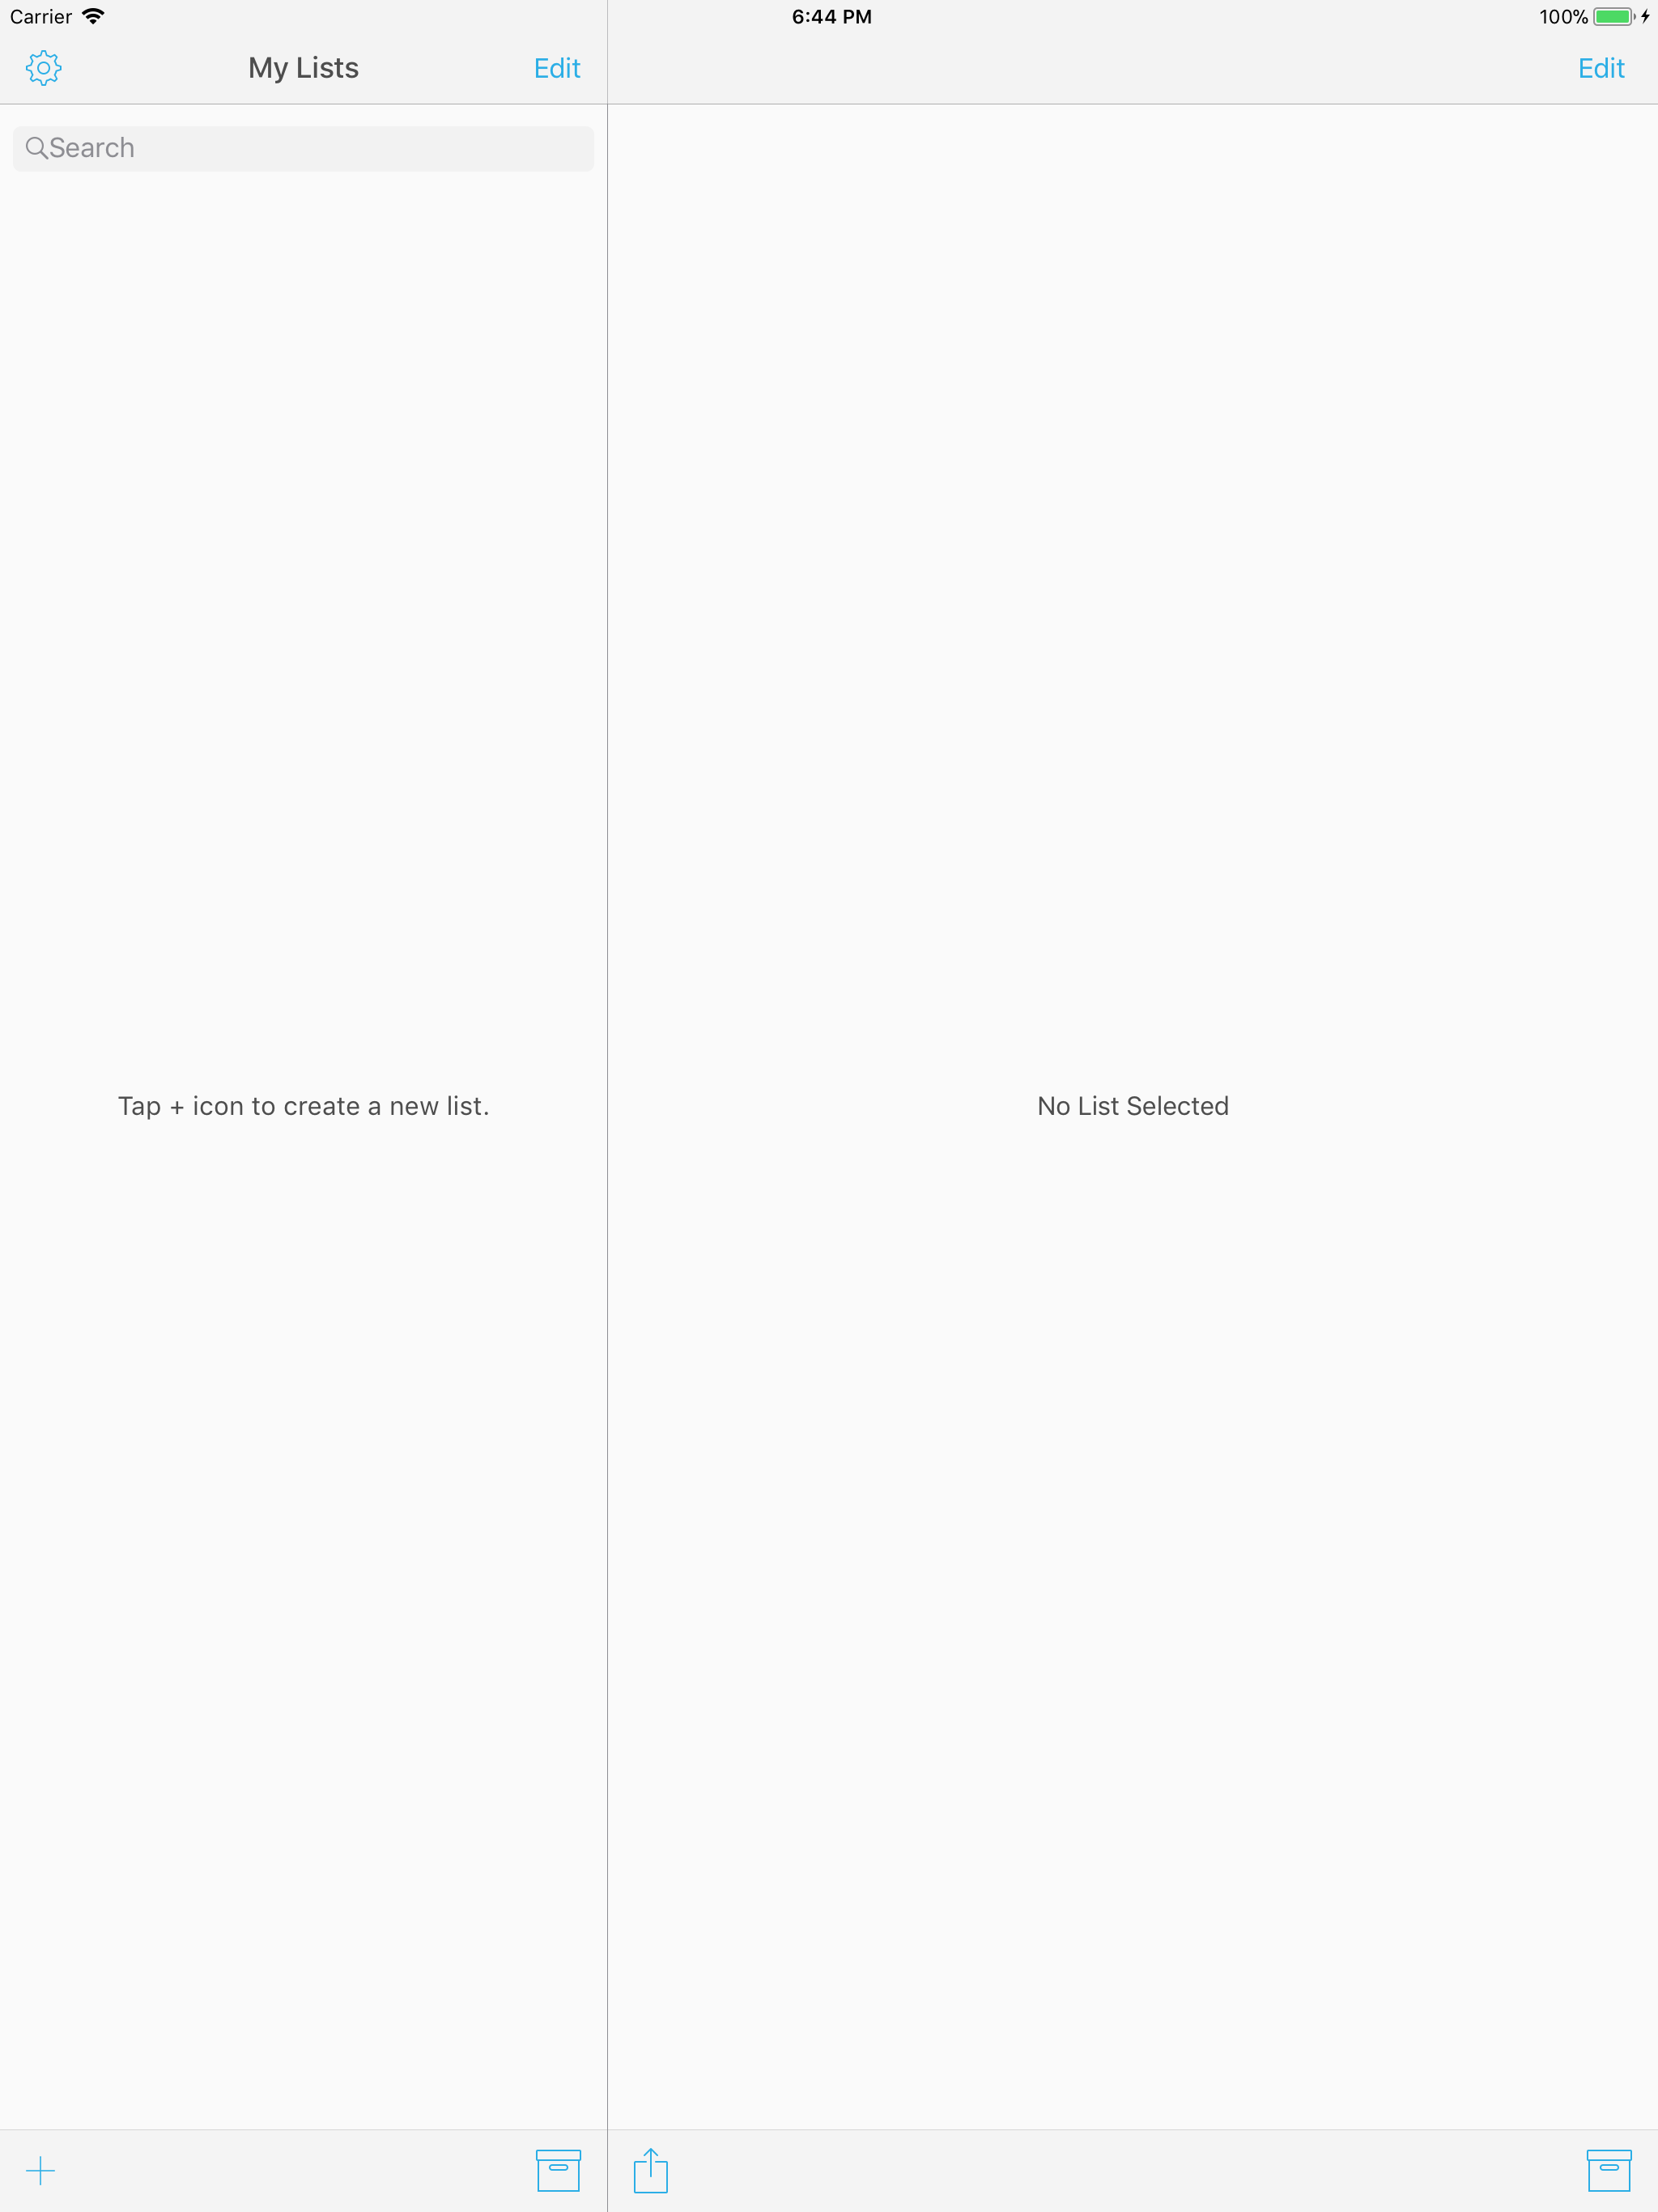 Carrier 6:44 PM 100%
My Lists Edit Edit
Search
Tap + icon to create a new list.
No List Selected